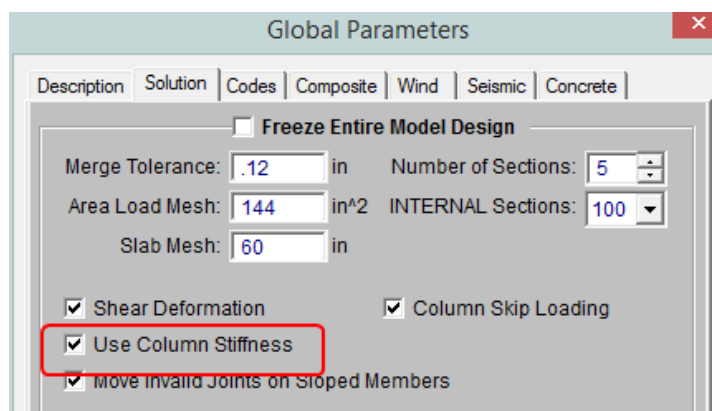 Global Parameters
Description Solution Codes Composite Wind Seismic Concrete
Freeze Entire Model Design
Merge Tolerance: .12 in Number of Sections: 5
Area Load Mesh: 144 in^2 INTERNAL Sections: 100
Slab Mesh: 60 in
Shear Deformation Column Skip Loading
Use Column Stiffness
Move Invalid Joints on Sloped Members